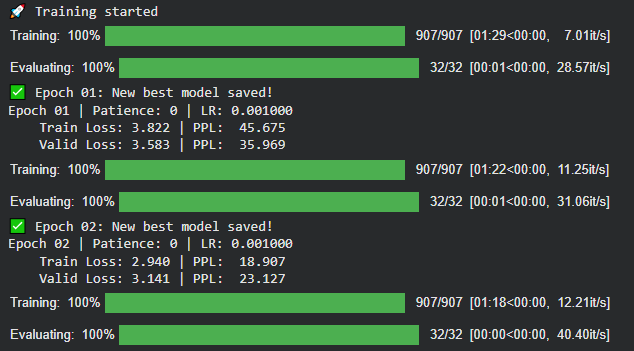 🚀 Training started
Training: 100% 907/907 [01:29<00:00, 7.01it/s]
Evaluating: 100% 32/32 [00:01<00:00, 28.57it/s]
✅ Epoch 01: New best model saved!
Epoch 01 | Patience: 0 | LR: 0.001000
Train Loss: 3.822 | PPL: 45.675
Valid Loss: 3.583 | PPL: 35.969
Training: 100% 907/907 [01:22<00:00, 11.25it/s]
Evaluating: 100% 32/32 [00:01<00:00, 31.06it/s]
✅ Epoch 02: New best model saved!
Epoch 02 | Patience: 0 | LR: 0.001000
Train Loss: 2.940 | PPL: 18.907
Valid Loss: 3.141 | PPL: 23.127
Training: 100% 907/907 [01:18<00:00, 12.21it/s]
Evaluating: 100% 32/32 [00:00<00:00, 40.40it/s]